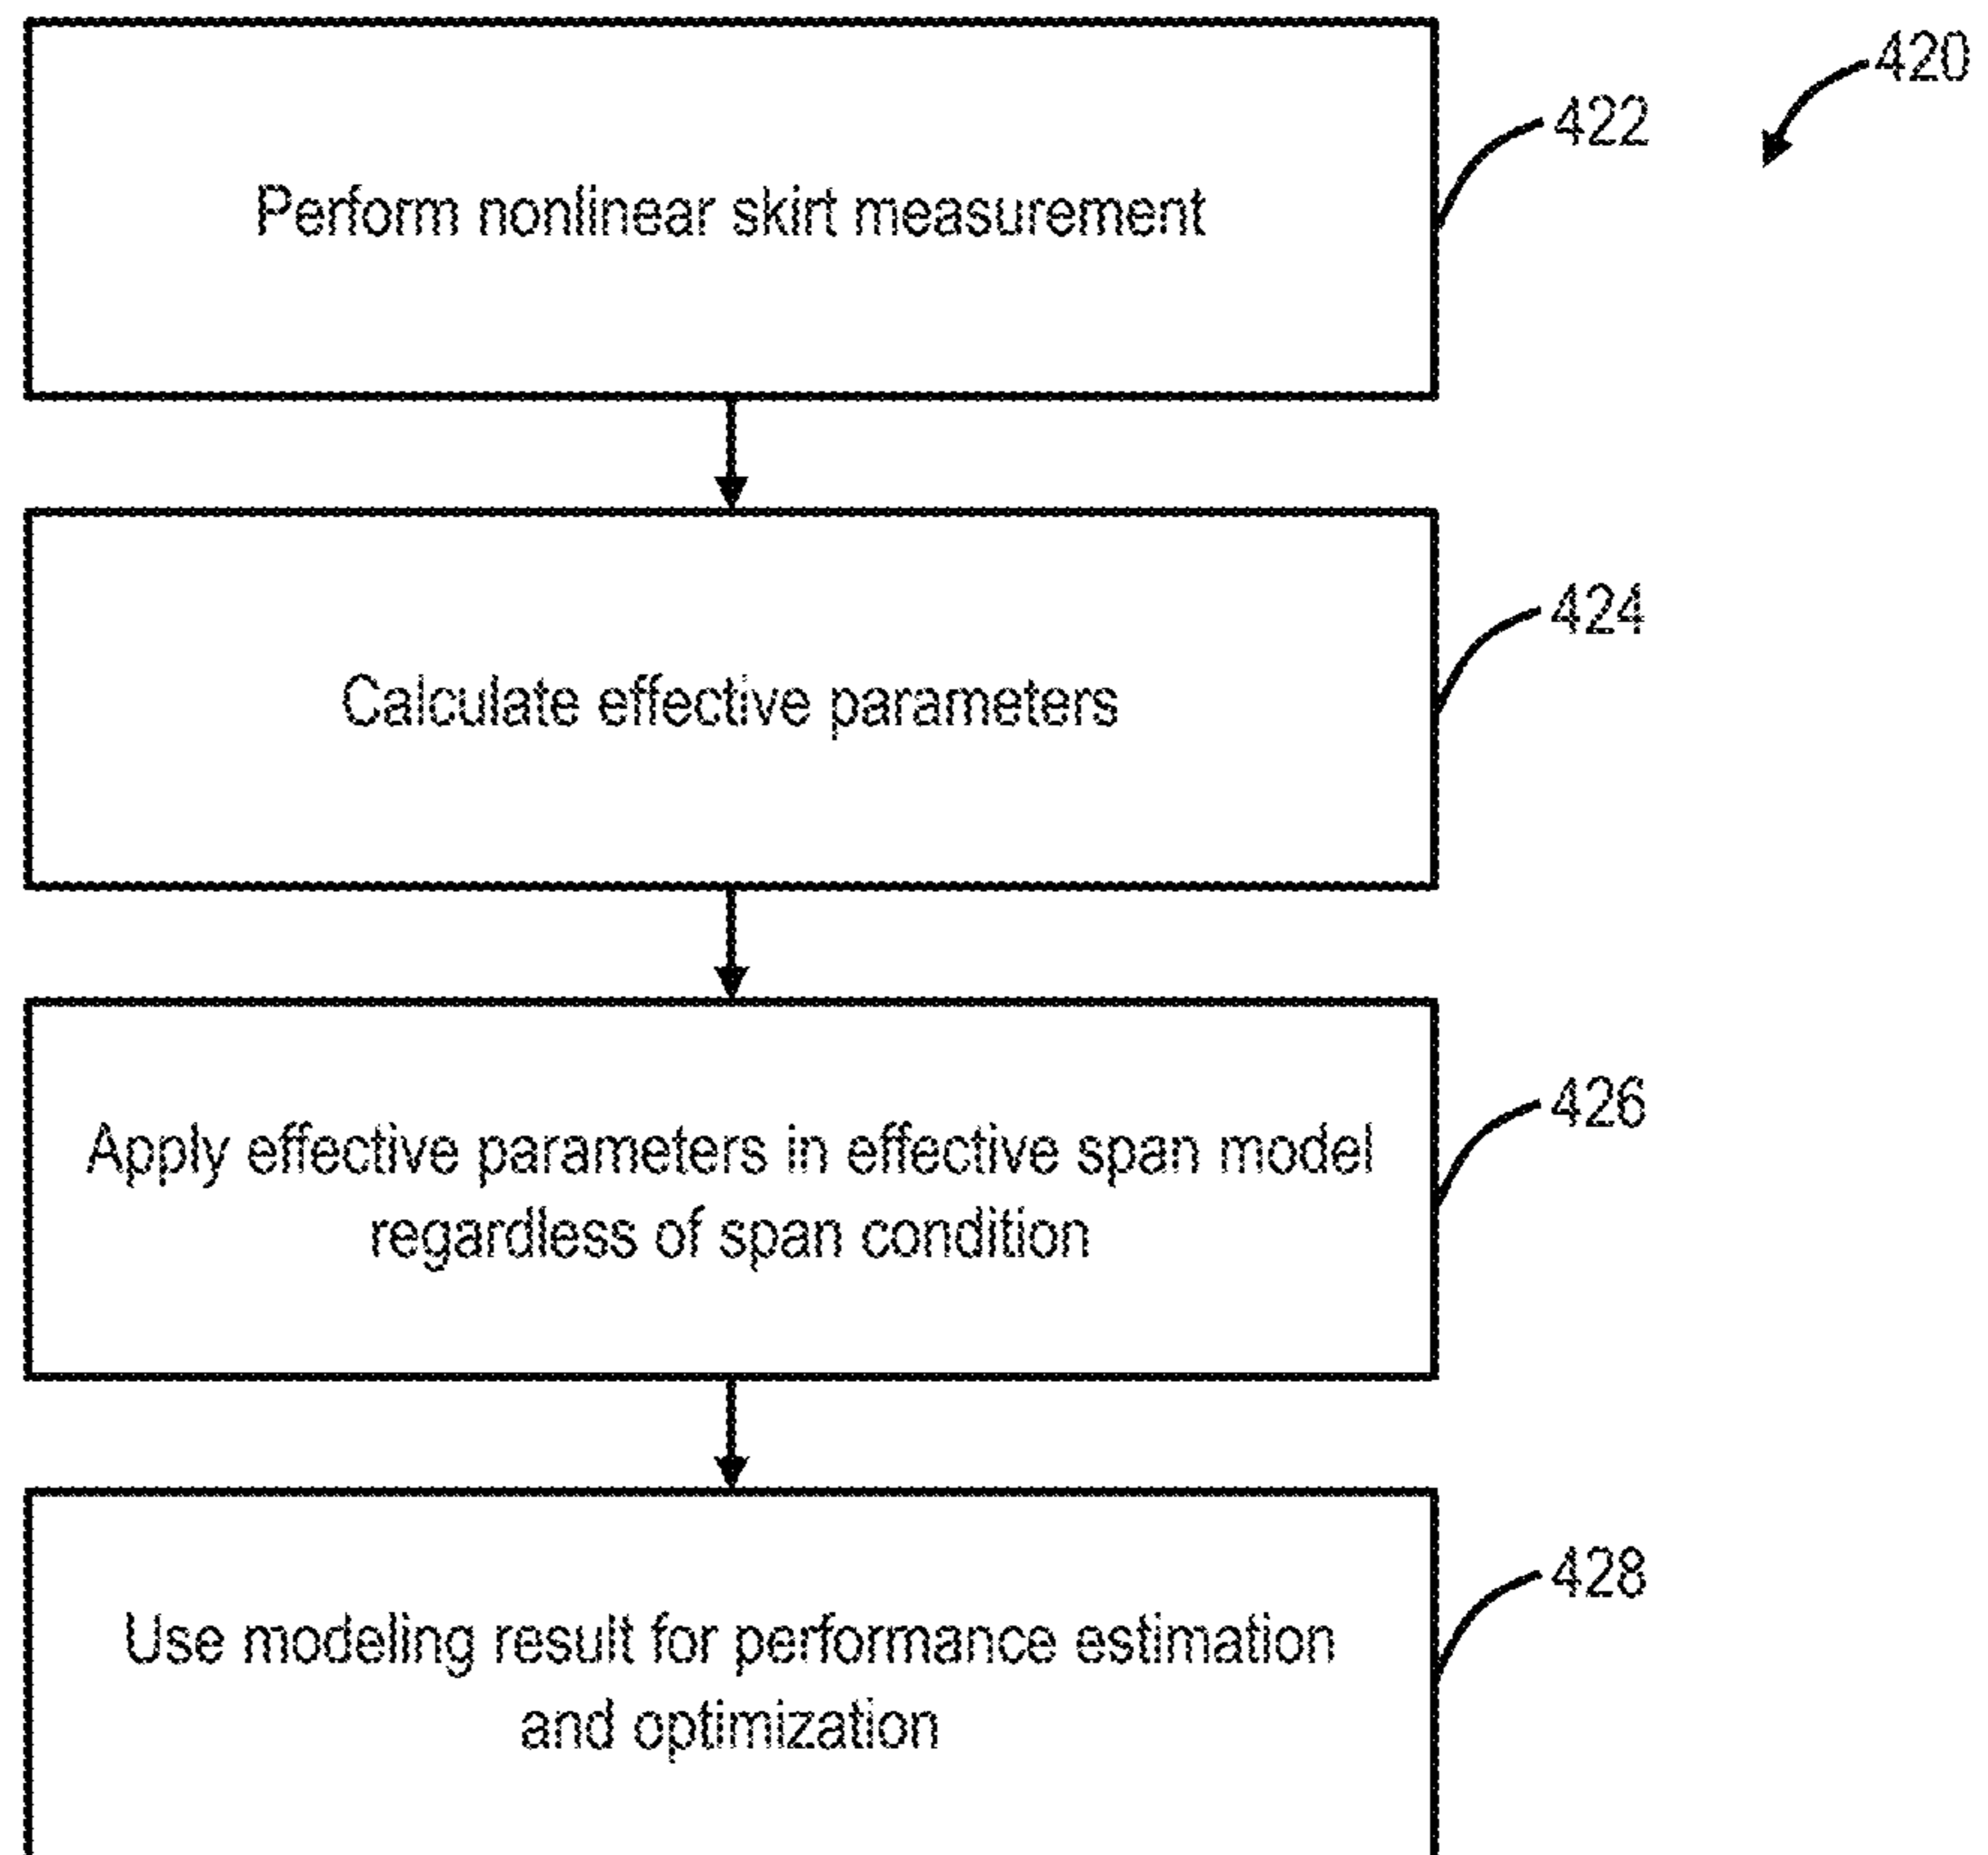 420
422
Perform nonlinear skirt measurement
424
Calculate effective parameters
426
Apply effective parameters in effective span model
regardless of span condition
428
Use modeling result for performance estimation
and optimization